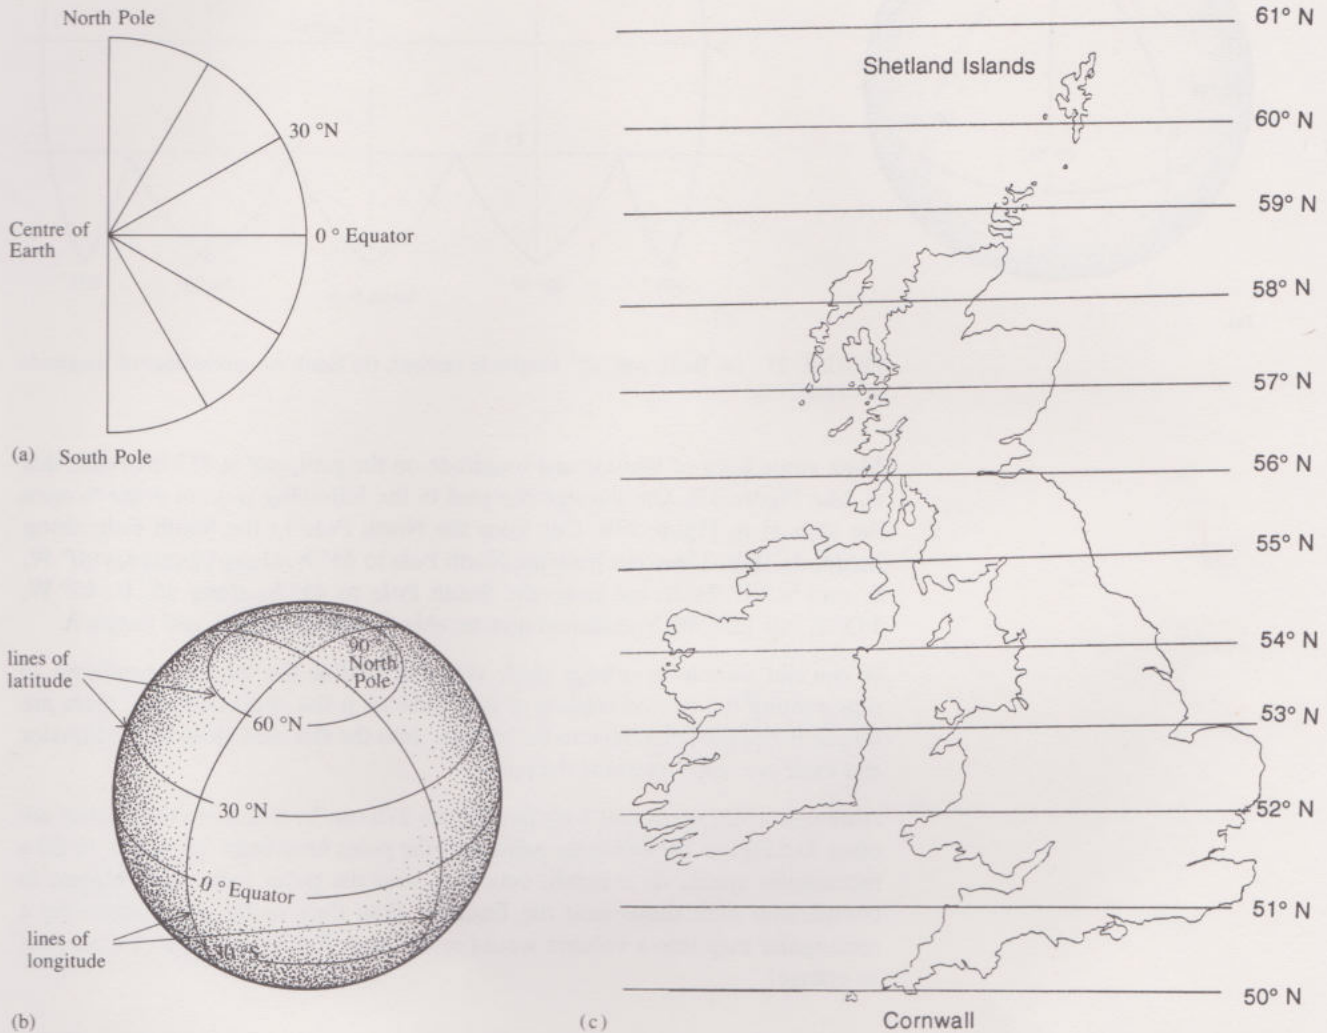 North Pole
30 °N
Centre of
Earth
0 ° Equator
(a)
South Pole
lines of
latitude
90
North
Pole
60 °N
30 °N
0 ° Equator
lines of
longitude
(b)
61° N
Shetland Islands
60° N
59° N
58° N
57° N
56° N
55° N
54° N
53° N
52° N
51° N
50° N
(c)
Cornwall